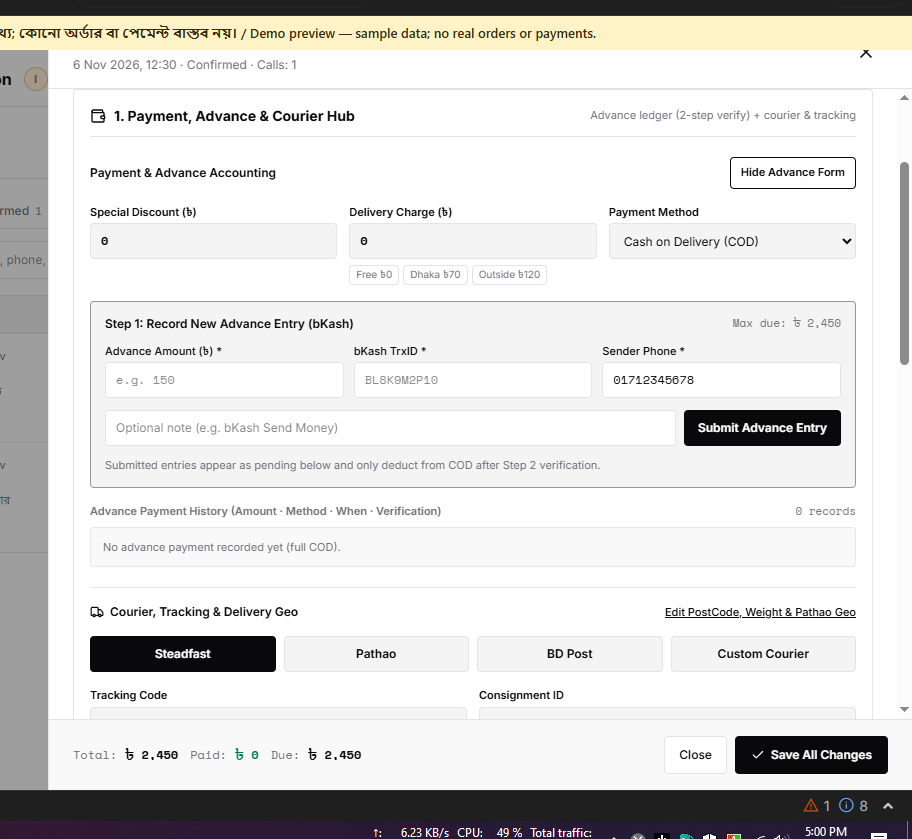 থ্য; কোনো অর্ডার বা পেমেন্ট বাস্তব নয়। / Demo preview — sample data; no real orders or payments.
on
6 Nov 2026, 12:30 · Confirmed · Calls: 1
1. Payment, Advance & Courier Hub
Advance ledger (2-step verify) + courier & tracking
Payment & Advance Accounting
Hide Advance Form
Special Discount (৳)
Delivery Charge (৳)
Payment Method
rmed 1
0
0
Cash on Delivery (COD)
, phone,
Free ৳0
Dhaka ৳70
Outside ৳120
Step 1: Record New Advance Entry (bKash)
Max due: ৳ 2,450
Advance Amount (৳) *
bKash TrxID *
Sender Phone *
e.g. 150
BL8K9M2P10
01712345678
Optional note (e.g. bKash Send Money)
Submit Advance Entry
Submitted entries appear as pending below and only deduct from COD after Step 2 verification.
Advance Payment History (Amount · Method · When · Verification)
0 records
No advance payment recorded yet (full COD).
Courier, Tracking & Delivery Geo
Edit PostCode, Weight & Pathao Geo
Steadfast
Pathao
BD Post
Custom Courier
Tracking Code
Consignment ID
Total: ৳ 2,450 Paid: ৳ 0 Due: ৳ 2,450
Close
Save All Changes
1
8
6.23 KB/s CPU: 49 % Total traffic:
5:00 PM